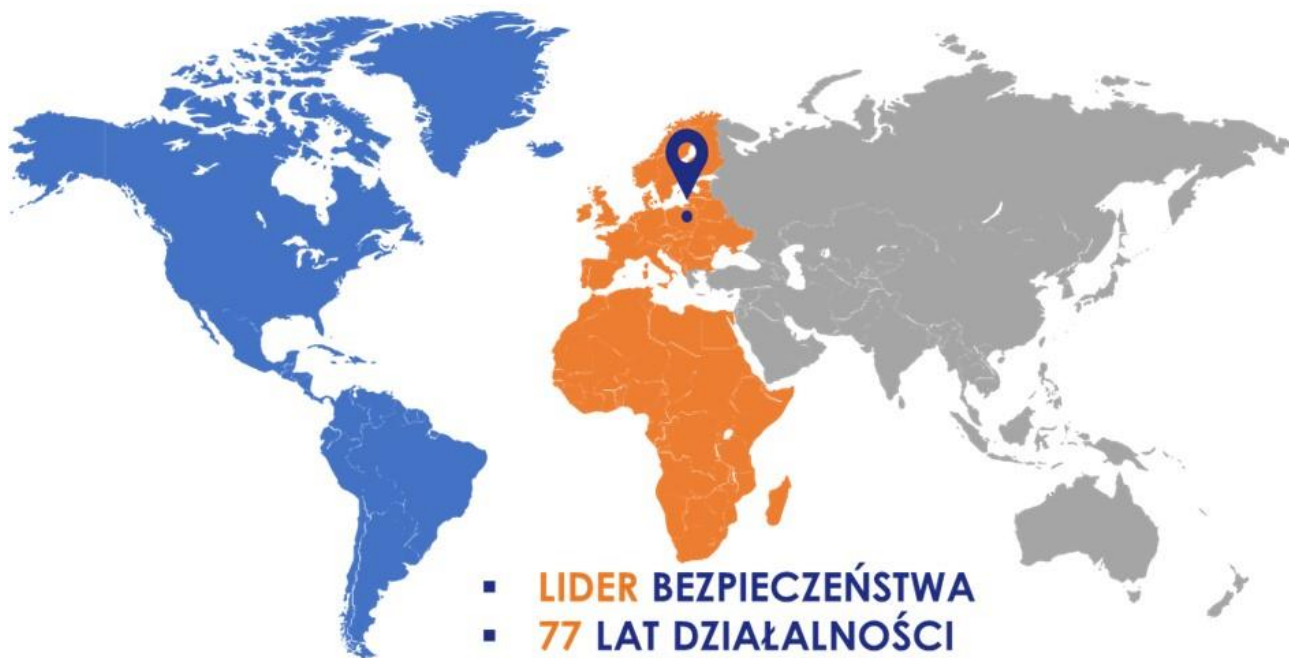 ▪ LIDER BEZPIECZEŃSTWA
▪ 77 LAT DZIAŁALNOŚCI